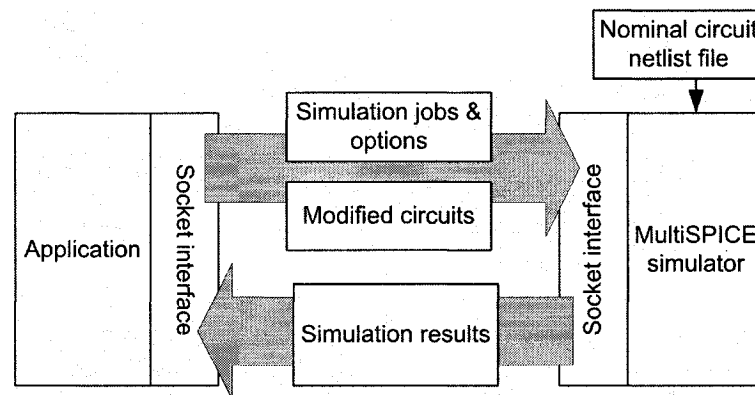 Nominal circuit
netlist file
Simulation jobs &
options
Modified circuits
Application
Socket interface
Socket interface
MultiSPICE
simulator
Simulation results